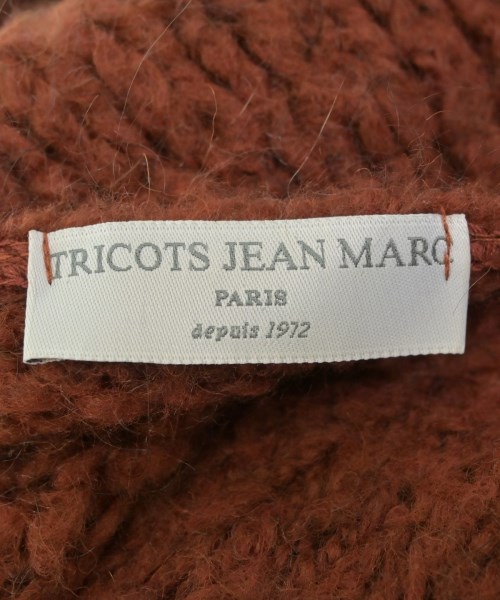 TRICOTS JEAN MARC
PARIS
depuis 1972